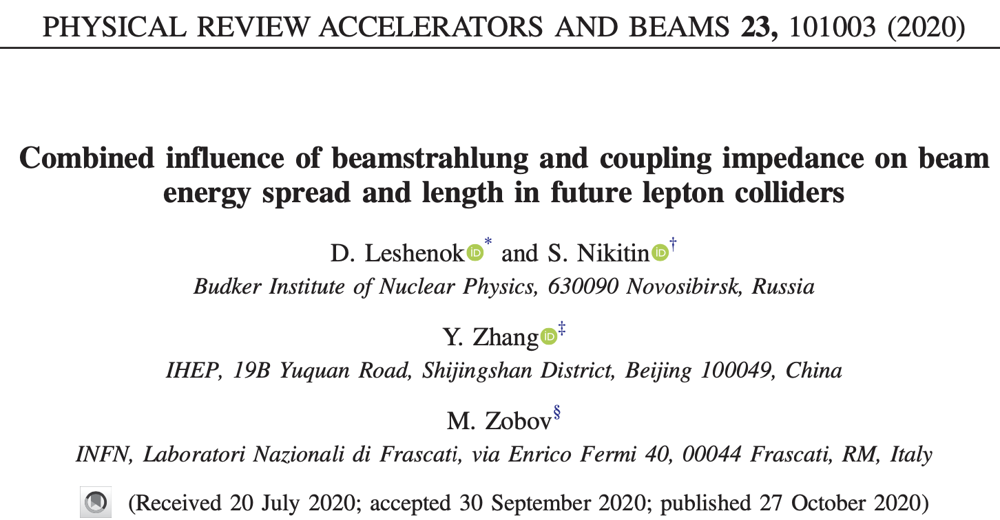 PHYSICAL REVIEW ACCELERATORS AND BEAMS 23, 101003 (2020)
Combined influence of beamstrahlung and coupling impedance on beam
energy spread and length in future lepton colliders
D. Leshenok iD * and S. Nikitin iD †
Budker Institute of Nuclear Physics, 630090 Novosibirsk, Russia
Y. Zhang iD ‡
IHEP, 19B Yuquan Road, Shijingshan District, Beijing 100049, China
M. Zobov §
INFN, Laboratori Nazionali di Frascati, via Enrico Fermi 40, 00044 Frascati, RM, Italy
(Received 20 July 2020; accepted 30 September 2020; published 27 October 2020)